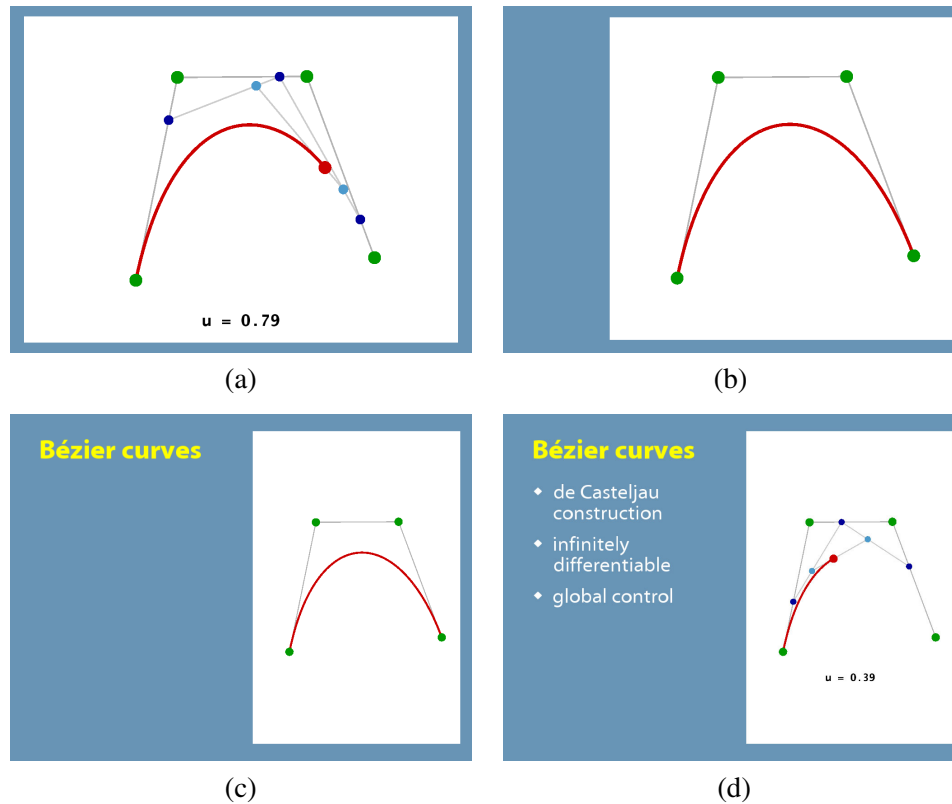 u = 0.79
(a)
(b)
Bézier curves
(c)
Bézier curves
de Casteljau
construction
infinitely
differentiable
global control
u = 0.39
(d)